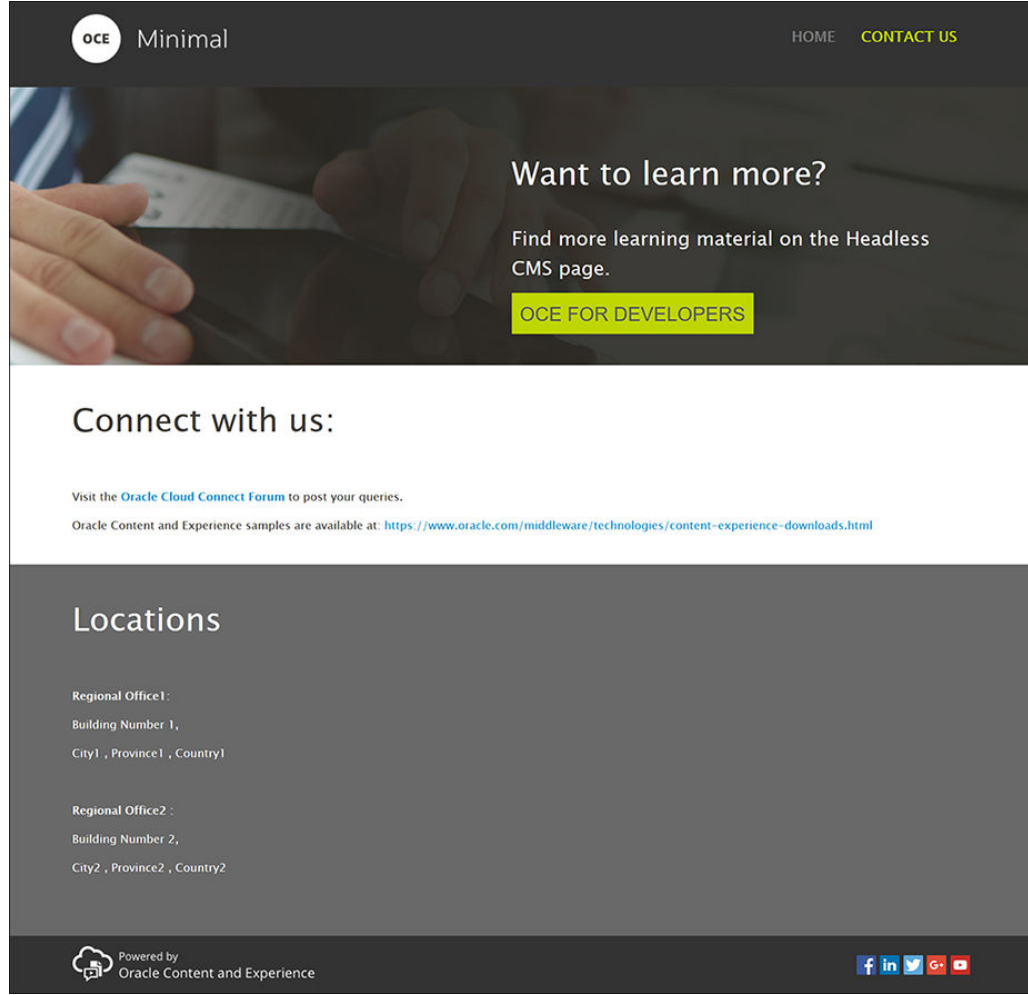 OCE Minimal
HOME CONTACT US
Want to learn more?
Find more learning material on the Headless
CMS page.
OCE FOR DEVELOPERS
Connect with us:
Visit the Oracle Cloud Connect Forum to post your queries.
Oracle Content and Experience samples are available at: https://www.oracle.com/middleware/technologies/content-experience-downloads.html
Locations
Regional Office1:
Building Number 1,
City1 , Province1 , Country1
Regional Office2 :
Building Number 2,
City2 , Province2 , Country2
Powered by
Oracle Content and Experience
f in G+